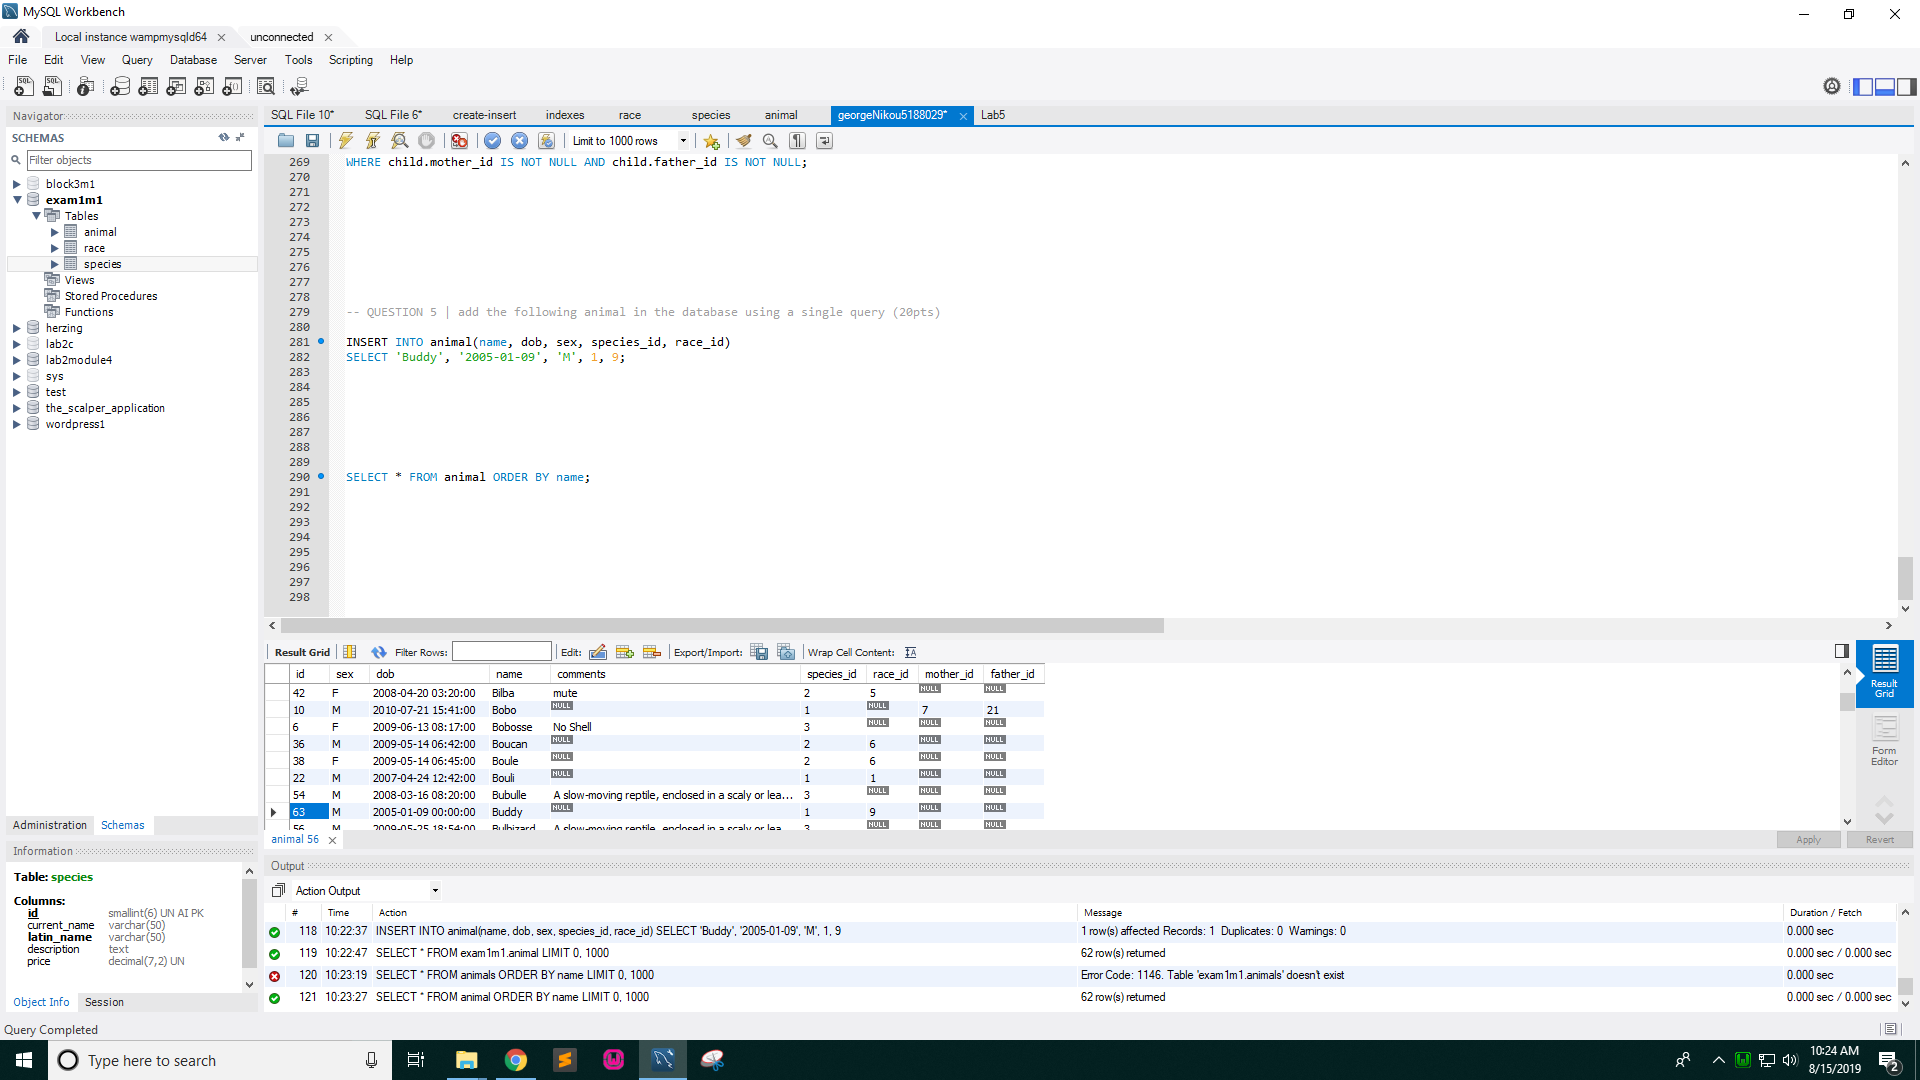 MySQL Workbench
Local instance wampmysqld64
unconnected
File Edit View Query Database Server Tools Scripting Help
Navigator
SCHEMAS
Filter objects
block3m1
exam1m1
Tables
animal
race
species
Views
Stored Procedures
Functions
herzing
lab2c
lab2module4
sys
test
the_scalper_application
wordpress1
Administration Schemas
Information
Table: species
Columns:
id smallint(6) UN AI PK
current_name varchar(50)
latin_name varchar(50)
description text
price decimal(7,2) UN
Object Info Session
SQL File 10* SQL File 6* create-insert indexes race species animal georgeNikou5188029* Lab5
Limit to 1000 rows
269 WHERE child.mother_id IS NOT NULL AND child.father_id IS NOT NULL;
270
271
272
273
274
275
276
277
278
279 -- QUESTION 5 | add the following animal in the database using a single query (20pts)
280
281 INSERT INTO animal(name, dob, sex, species_id, race_id)
282 SELECT 'Buddy', '2005-01-09', 'M', 1, 9;
283
284
285
286
287
288
289
290 SELECT * FROM animal ORDER BY name;
291
292
293
294
295
296
297
298
Result Grid Filter Rows: Edit: Export/Import: Wrap Cell Content:
id sex dob name comments species_id race_id mother_id father_id
42 F 2008-04-20 03:20:00 Bilba mute 2 5 NULL NULL
10 M 2010-07-21 15:41:00 Bobo NULL 1 NULL 7 21
6 F 2009-06-13 08:17:00 Bobosse No Shell 3 NULL NULL NULL
36 M 2009-05-14 06:42:00 Boucan NULL 2 6 NULL NULL
38 F 2009-05-14 06:45:00 Boule NULL 2 6 NULL NULL
22 M 2007-04-24 12:42:00 Bouli NULL 1 1 NULL NULL
54 M 2008-03-16 08:20:00 Bubulle A slow-moving reptile, enclosed in a scaly or lea... 3 NULL NULL NULL
63 M 2005-01-09 00:00:00 Buddy NULL 1 9 NULL NULL
56 M 2009-05-25 18:54:00 Bulbizard A slow-moving reptile, enclosed in a scaly or lea... 3 NULL NULL NULL
Result Grid
Form Editor
animal 56
Apply Revert
Output
Action Output
# Time Action Message Duration / Fetch
118 10:22:37 INSERT INTO animal(name, dob, sex, species_id, race_id) SELECT 'Buddy', '2005-01-09', 'M', 1, 9 1 row(s) affected Records: 1 Duplicates: 0 Warnings: 0 0.000 sec
119 10:22:47 SELECT * FROM exam1m1.animal LIMIT 0, 1000 62 row(s) returned 0.000 sec / 0.000 sec
120 10:23:19 SELECT * FROM animals ORDER BY name LIMIT 0, 1000 Error Code: 1146. Table 'exam1m1.animals' doesn't exist 0.000 sec
121 10:23:27 SELECT * FROM animal ORDER BY name LIMIT 0, 1000 62 row(s) returned 0.000 sec / 0.000 sec
Query Completed
Type here to search
10:24 AM
8/15/2019
2